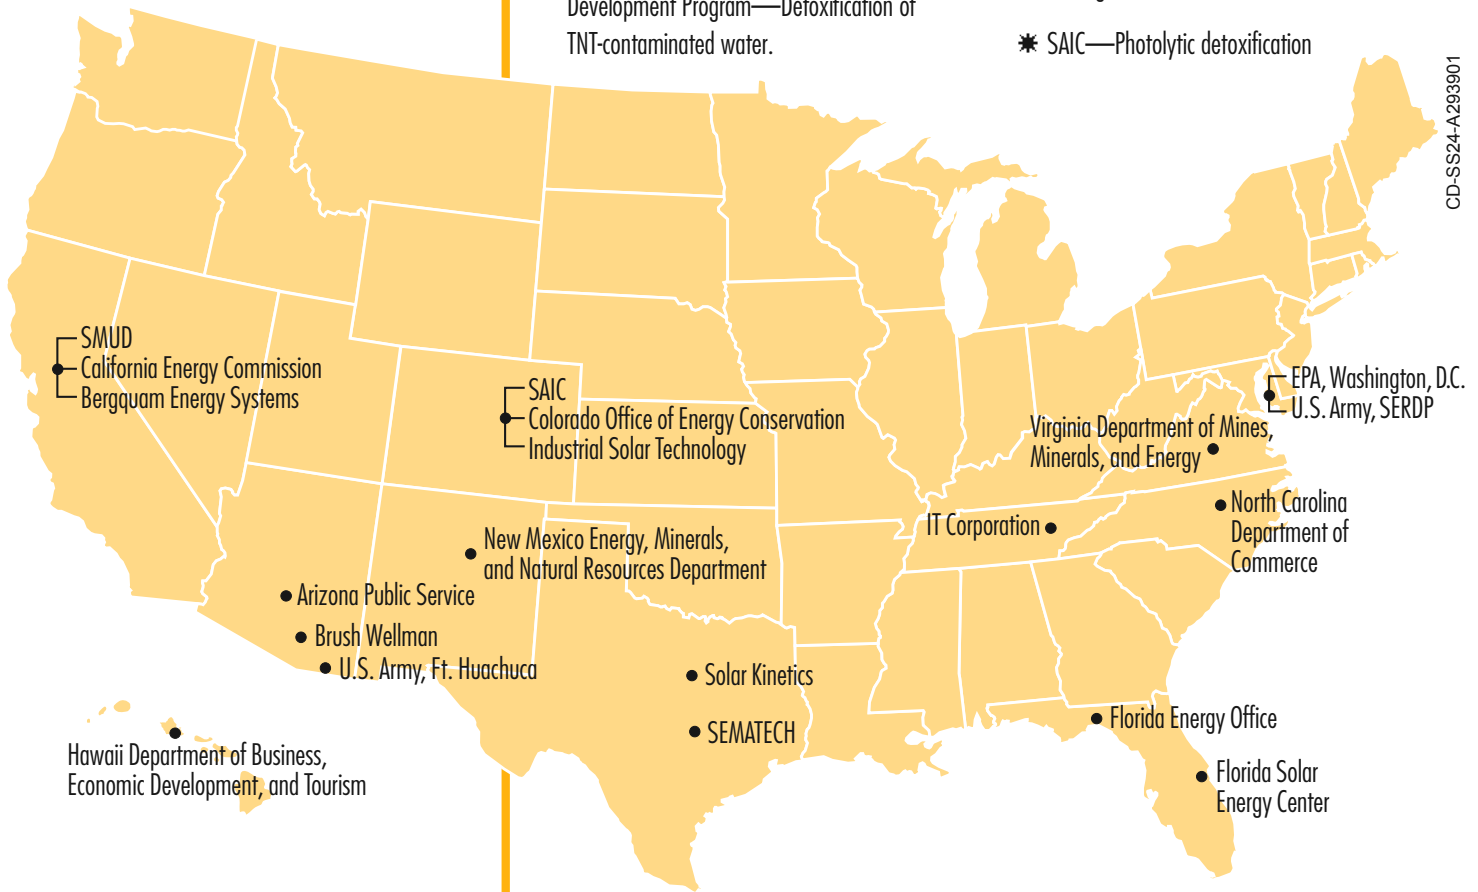 Development Program—Detoxification of
TNT-contaminated water.
SAIC—Photolytic detoxification
CD-SS24-A293901
SMUD
California Energy Commission
Bergquam Energy Systems
SAIC
Colorado Office of Energy Conservation
Industrial Solar Technology
EPA, Washington, D.C.
U.S. Army, SERDP
Virginia Department of Mines,
Minerals, and Energy
North Carolina
Department of
Commerce
IT Corporation
New Mexico Energy, Minerals,
and Natural Resources Department
Arizona Public Service
Brush Wellman
U.S. Army, Ft. Huachuca
Solar Kinetics
SEMATECH
Florida Energy Office
Florida Solar
Energy Center
Hawaii Department of Business,
Economic Development, and Tourism